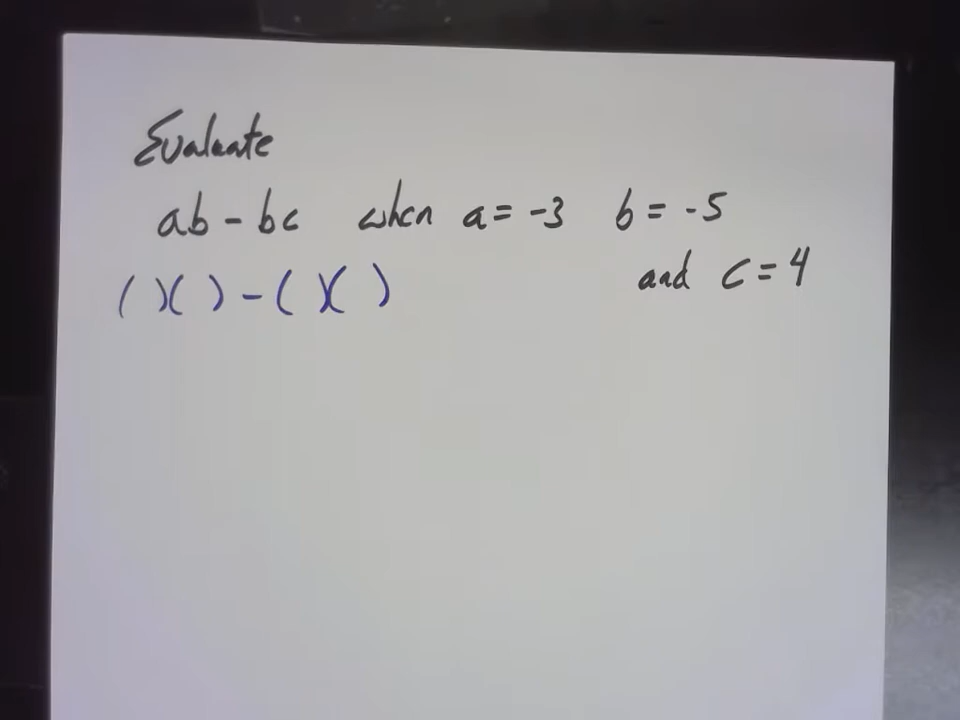 Evaluate
ab - bc when a = -3 b = -5
and c = 4
( )( ) - ( )( )